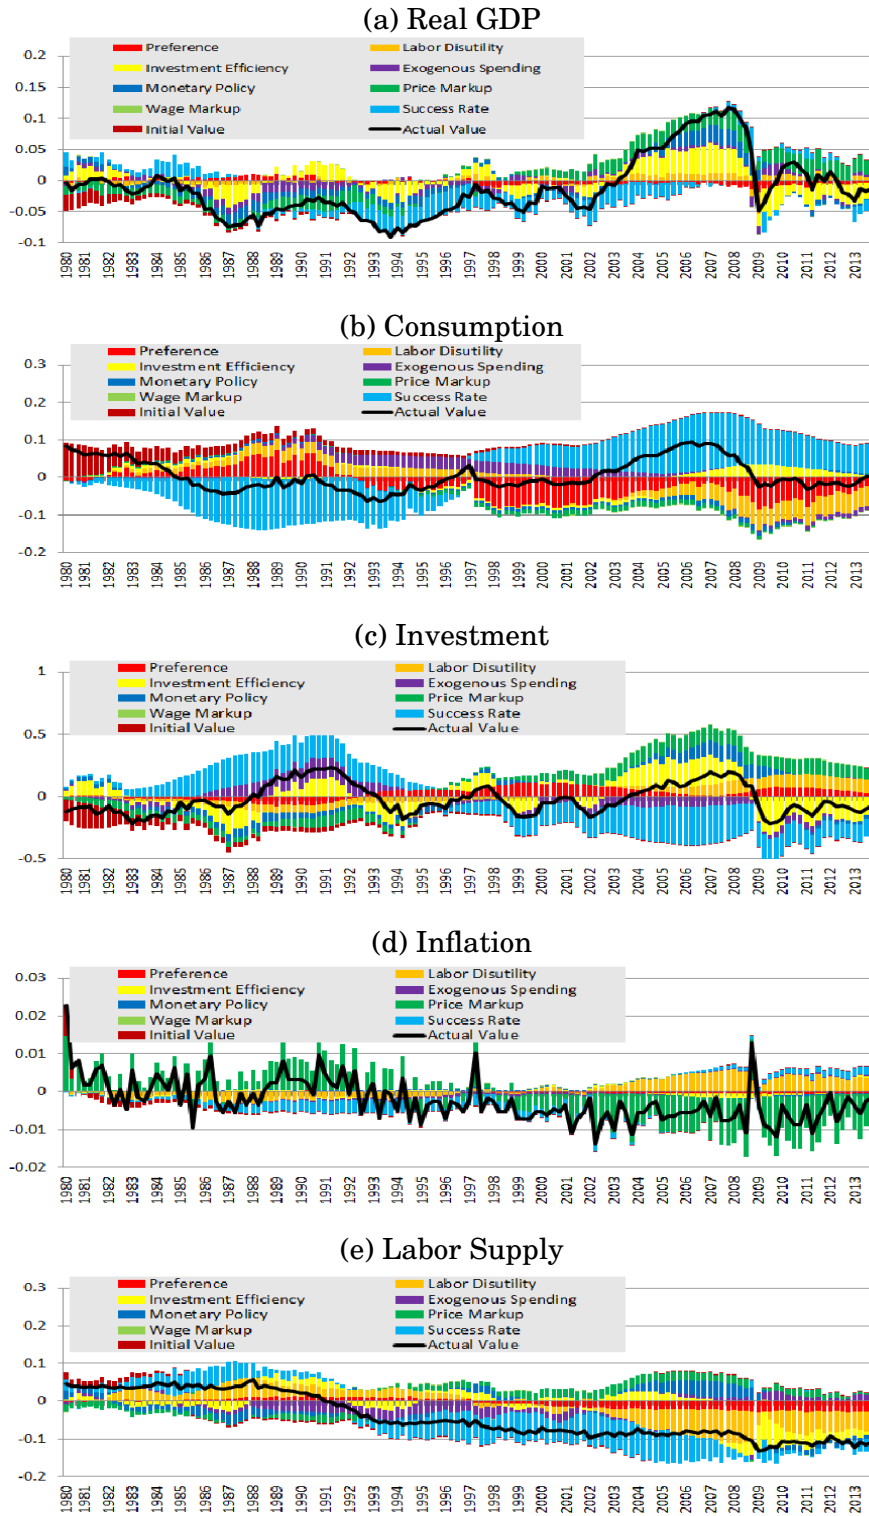 (a) Real GDP
Preference Labor Disutility
Investment Efficiency Exogenous Spending
Monetary Policy Price Markup
Wage Markup Success Rate
Initial Value Actual Value
0.2
0.15
0.1
0.05
0
-0.05
-0.1
1980 1981 1982 1983 1984 1985 1986 1987 1988 1989 1990 1991 1992 1993 1994 1995 1996 1997 1998 1999 2000 2001 2002 2003 2004 2005 2006 2007 2008 2009 2010 2011 2012 2013
(b) Consumption
Preference Labor Disutility
Investment Efficiency Exogenous Spending
Monetary Policy Price Markup
Wage Markup Success Rate
Initial Value Actual Value
0.3
0.2
0.1
0
-0.1
-0.2
1980 1981 1982 1983 1984 1985 1986 1987 1988 1989 1990 1991 1992 1993 1994 1995 1996 1997 1998 1999 2000 2001 2002 2003 2004 2005 2006 2007 2008 2009 2010 2011 2012 2013
(c) Investment
Preference Labor Disutility
Investment Efficiency Exogenous Spending
Monetary Policy Price Markup
Wage Markup Success Rate
Initial Value Actual Value
1
0.5
0
-0.5
1980 1981 1982 1983 1984 1985 1986 1987 1988 1989 1990 1991 1992 1993 1994 1995 1996 1997 1998 1999 2000 2001 2002 2003 2004 2005 2006 2007 2008 2009 2010 2011 2012 2013
(d) Inflation
Preference Labor Disutility
Investment Efficiency Exogenous Spending
Monetary Policy Price Markup
Wage Markup Success Rate
Initial Value Actual Value
0.03
0.02
0.01
0
-0.01
-0.02
1980 1981 1982 1983 1984 1985 1986 1987 1988 1989 1990 1991 1992 1993 1994 1995 1996 1997 1998 1999 2000 2001 2002 2003 2004 2005 2006 2007 2008 2009 2010 2011 2012 2013
(e) Labor Supply
Preference Labor Disutility
Investment Efficiency Exogenous Spending
Monetary Policy Price Markup
Wage Markup Success Rate
Initial Value Actual Value
0.3
0.2
0.1
0
-0.1
-0.2
1980 1981 1982 1983 1984 1985 1986 1987 1988 1989 1990 1991 1992 1993 1994 1995 1996 1997 1998 1999 2000 2001 2002 2003 2004 2005 2006 2007 2008 2009 2010 2011 2012 2013